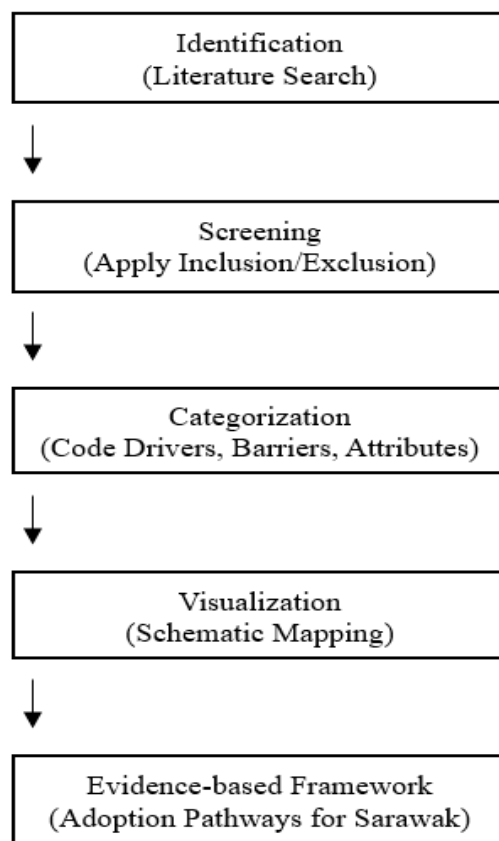 Identification
(Literature Search)
Screening
(Apply Inclusion/Exclusion)
Categorization
(Code Drivers, Barriers, Attributes)
Visualization
(Schematic Mapping)
Evidence-based Framework
(Adoption Pathways for Sarawak)